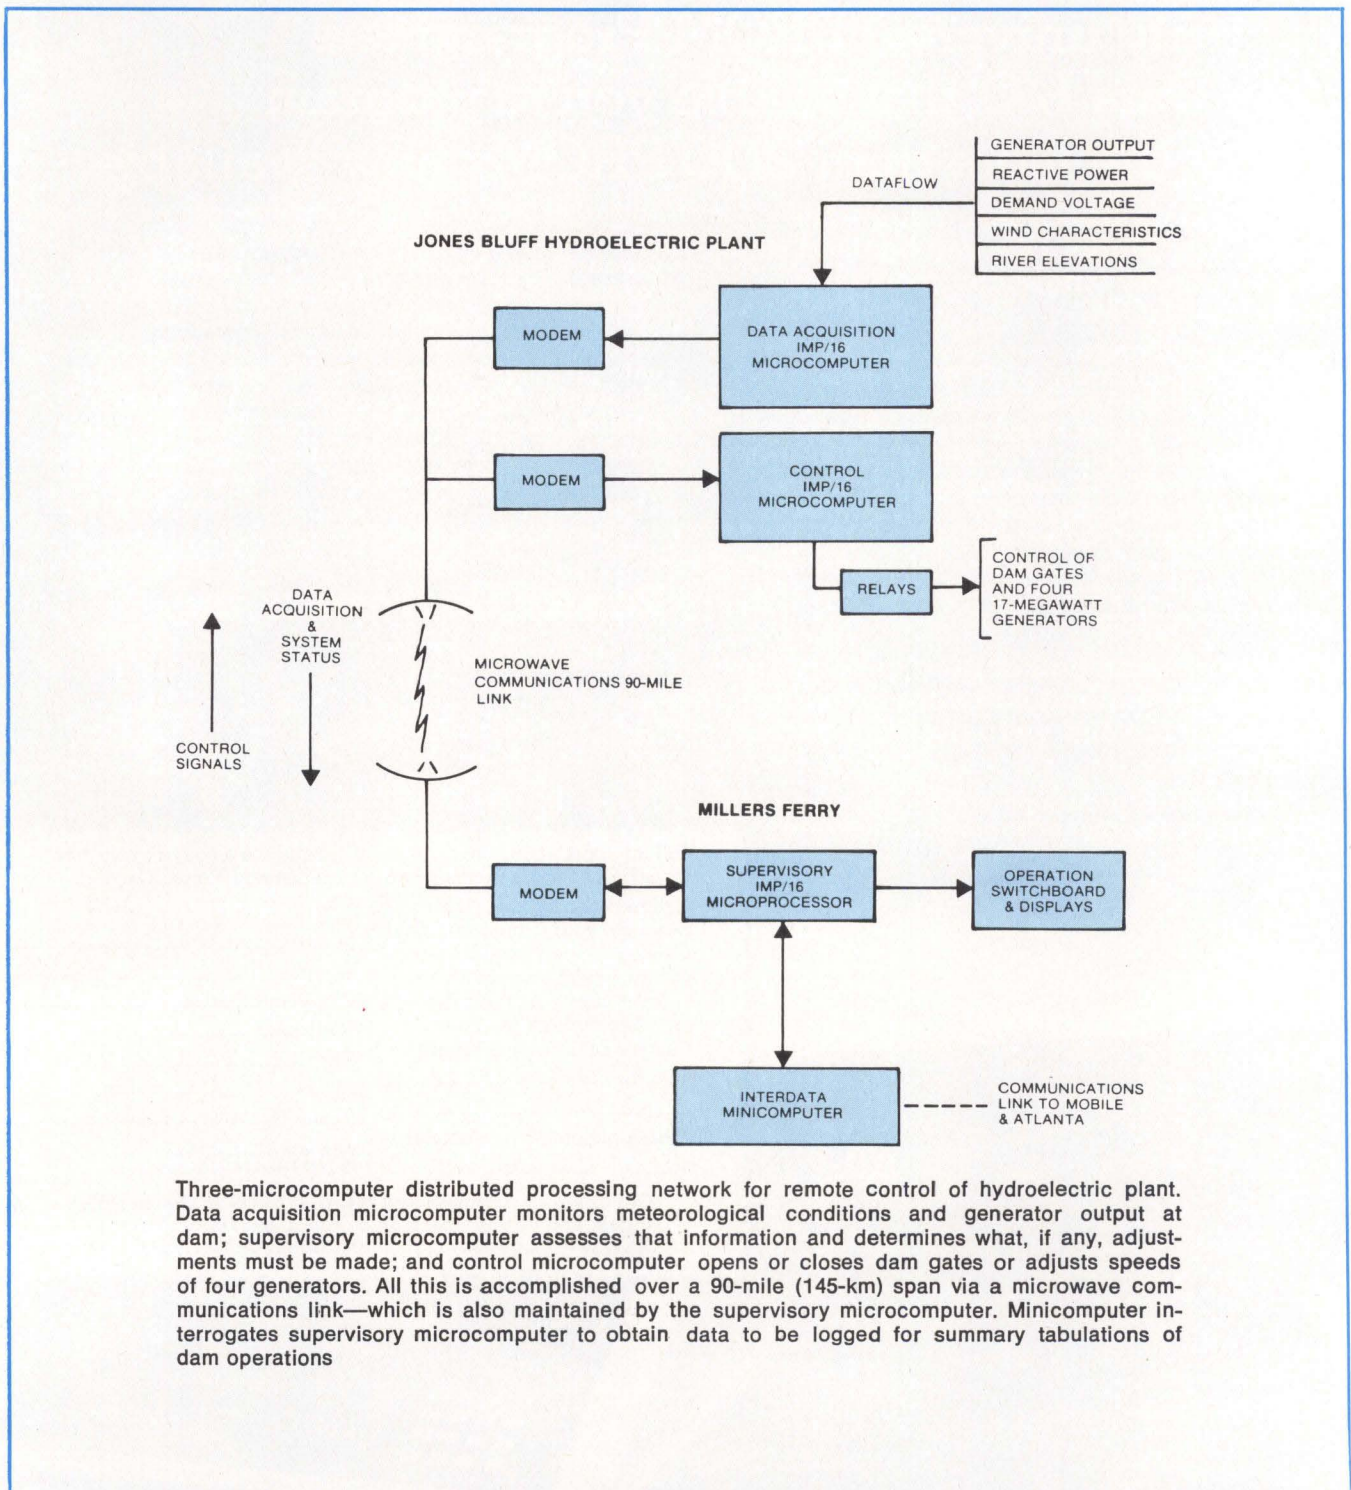 GENERATOR OUTPUT
REACTIVE POWER
DATAFLOW
DEMAND VOLTAGE
WIND CHARACTERISTICS
RIVER ELEVATIONS
JONES BLUFF HYDROELECTRIC PLANT
MODEM
DATA ACQUISITION
IMP/16
MICROCOMPUTER
MODEM
CONTROL
IMP/16
MICROCOMPUTER
RELAYS
CONTROL OF
DAM GATES
AND FOUR
17-MEGAWATT
GENERATORS
DATA
ACQUISITION
&
SYSTEM
STATUS
CONTROL
SIGNALS
MICROWAVE
COMMUNICATIONS 90-MILE
LINK
MILLERS FERRY
MODEM
SUPERVISORY
IMP/16
MICROPROCESSOR
OPERATION
SWITCHBOARD
& DISPLAYS
INTERDATA
MINICOMPUTER
COMMUNICATIONS
LINK TO MOBILE
& ATLANTA
Three-microcomputer distributed processing network for remote control of hydroelectric plant.
Data acquisition microcomputer monitors meteorological conditions and generator output at
dam; supervisory microcomputer assesses that information and determines what, if any, adjust-
ments must be made; and control microcomputer opens or closes dam gates or adjusts speeds
of four generators. All this is accomplished over a 90-mile (145-km) span via a microwave com-
munications link—which is also maintained by the supervisory microcomputer. Minicomputer in-
terrogates supervisory microcomputer to obtain data to be logged for summary tabulations of
dam operations